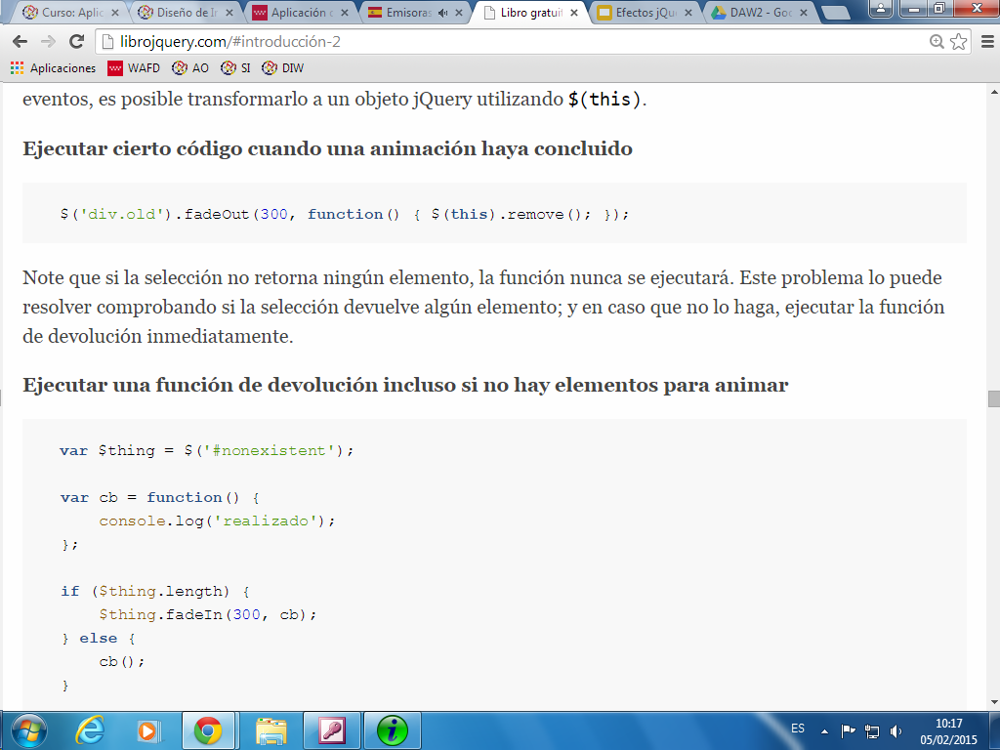 Curso: Aplic
Diseño de In
Aplicación d
Emisoras
Libro gratuit
Efectos jQue
DAW2 - Goo
librojquery.com/#introducción-2
Aplicaciones WAFD AO SI DIW
eventos, es posible transformarlo a un objeto jQuery utilizando $(this).
Ejecutar cierto código cuando una animación haya concluido
$('div.old').fadeOut(300, function() { $(this).remove(); });
Note que si la selección no retorna ningún elemento, la función nunca se ejecutará. Este problema lo puede
resolver comprobando si la selección devuelve algún elemento; y en caso que no lo haga, ejecutar la función
de devolución inmediatamente.
Ejecutar una función de devolución incluso si no hay elementos para animar
var $thing = $('#nonexistent');
var cb = function() {
console.log('realizado');
};
if ($thing.length) {
$thing.fadeIn(300, cb);
} else {
cb();
}
ES
10:17
05/02/2015